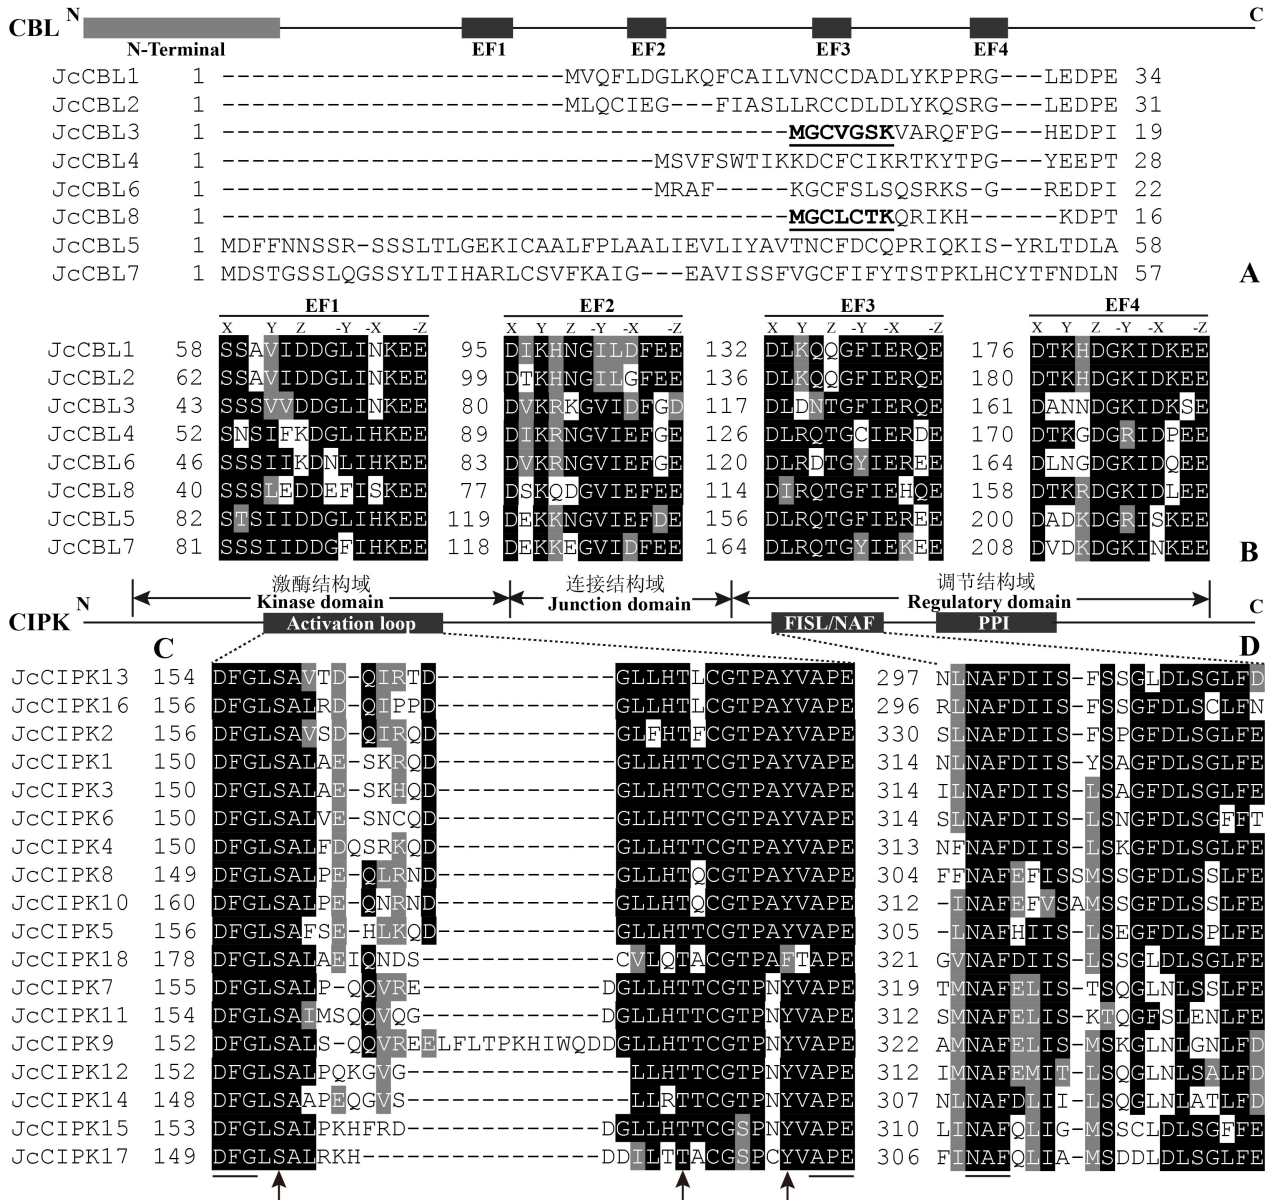 N C
CBL
N-Terminal EF1 EF2 EF3 EF4
JcCBL1 1 -----------------------MVQFLDGLKQFCAILVNCCDADLYKPPRG---LEDPE 34
JcCBL2 1 -----------------------MLQCIEG---FIASLLRCCDLDLYKQSRG---LEDPE 31
JcCBL3 1 --------------------------------------MGCVGSKVARQFPG---HEDPI 19
JcCBL4 1 -----------------------------MSVFSWTIKKDCFCIKRTKYTPG---YEEPT 28
JcCBL6 1 -----------------------------MRAF-----KGCFSLSQSRKS-G---REDPI 22
JcCBL8 1 --------------------------------------MGCLCTKQRIKH------KDPT 16
JcCBL5 1 MDFFNNSSR-SSSLTLGEKICAALFPLAALIEVLIYAVTNCFDCQPRIQKIS-YRLTDLA 58
JcCBL7 1 MDSTGSSLQGSSYLTIHARLCSVFKAIG---EAVISSFVGCFIFYTSTPKLHCYTFNDLN 57
A
EF1 EF2 EF3 EF4
X Y Z -Y -X -Z X Y Z -Y -X -Z X Y Z -Y -X -Z X Y Z -Y -X -Z
JcCBL1 58 SSAVIDDGLINKEE 95 DIKHNGILDFEE 132 DLKQQGFIERQE 176 DTKHDGKIDKEE
JcCBL2 62 SSAVIDDGLINKEE 99 DTKHNGILGFEE 136 DLKQQGFIERQE 180 DTKHDGKIDKEE
JcCBL3 43 SSSVVDDGLINKEE 80 DVKRKGVIDFGD 117 DLDNTGFIERQE 161 DANNDGKIDKSE
JcCBL4 52 SNSIFKDGLIHKEE 89 DIKRNGVIEFGE 126 DLRQTGCIERDE 170 DTKGDGRIDPEE
JcCBL6 46 SSSIIKDNLIHKEE 83 DVKRNGVIEFGE 120 DLRDTGYIEREE 164 DLNGDGKIDQEE
JcCBL8 40 SSSLEDDEFISKEE 77 DSKQDGVIEFEE 114 DIRQTGFIEHQE 158 DTKRDGKIDLEE
JcCBL5 82 STSIIDDGLIHKEE 119 DEKKNGVIEFDE 156 DLRQTGFIEREE 200 DADKDGRISKEE
JcCBL7 81 SSSIIDDGFIHKEE 118 DEKKEGVIDFEE 164 DLRQTGYIEKEE 208 DVDKDGKINKEE
B
激酶结构域 连接结构域 调节结构域
N Kinase domain Junction domain Regulatory domain C
CIPK Activation loop FISL/NAF PPI
C D
JcCIPK13 154 DFGLSAVTD-QIRTD------------GLLHTLCGTPAYVAPE 297 NLNAFDIIS-FSSGLDLSGLFD
JcCIPK16 156 DFGLSALRD-QIPPD------------GLLHTLCGTPAYVAPE 296 RLNAFDIIS-FSSGFDLSCLFN
JcCIPK2 156 DFGLSAVSD-QIRQD------------GLFHTFCGTPAYVAPE 330 SLNAFDIIS-FSPGFDLSGLFE
JcCIPK1 150 DFGLSALAE-SKRQD------------GLLHTTCGTPAYVAPE 314 NLNAFDIIS-YSAGFDLSGLFE
JcCIPK3 150 DFGLSALAE-SKHQD------------GLLHTTCGTPAYVAPE 314 ILNAFDIIS-LSAGFDLSGLFE
JcCIPK6 150 DFGLSALVE-SNCQD------------GLLHTTCGTPAYVAPE 314 SLNAFDIIS-LSNGFDLSGFFT
JcCIPK4 150 DFGLSALFDQSRKQD------------GLLHTTCGTPAYVAPE 313 NFNAFDIIS-LSKGFDLSGLFE
JcCIPK8 149 DFGLSALPE-QLRND------------GLLHTQCGTPAYVAPE 304 FFNAFEFISSMSSGFDLSSLFE
JcCIPK10 160 DFGLSALPE-QNRND------------GLLHTQCGTPAYVAPE 312 -INAFEFVSAMSSGFDLSSLFE
JcCIPK5 156 DFGLSAFSE-HLKQD------------GLLHTTCGTPAYVAPE 305 -LNAFHIIS-LSEGFDLSPLFE
JcCIPK18 178 DFGLSALAEIQNDS-------------CVLQTACGTPAFTAPE 321 GVNAFDIIS-LSSGLDLSGLFE
JcCIPK7 155 DFGLSALP-QQVRE------------DGLLHTTCGTPNYVAPE 319 TMNAFELIS-TSQGLNLSSLFE
JcCIPK11 154 DFGLSAIMSQQVQG------------DGLLHTTCGTPNYVAPE 312 SMNAFELIS-KTQGFSLENLFE
JcCIPK9 152 DFGLSALS-QQVREELFLTPKHIWQDDGLLHTTCGTPNYVAPE 322 AMNAFELIS-MSKGLNLGNLFD
JcCIPK12 152 DFGLSALPQKGVG---------------LLHTTCGTPNYVAPE 312 IMNAFEMIT-LSQGLNLSALFD
JcCIPK14 148 DFGLSAAPEQGVS---------------LLRTTCGTPNYVAPE 307 NLNAFDLII-LSQGLNLATLFD
JcCIPK15 153 DFGLSALPKHFRD-------------DGLLHTTCGSPNYVAPE 310 LINAFQLIG-MSSCLDLSGFFE
JcCIPK17 149 DFGLSALRKH----------------DDILTTACGSPCYVAPE 306 FINAFQLIA-MSDDLDLSGLFE